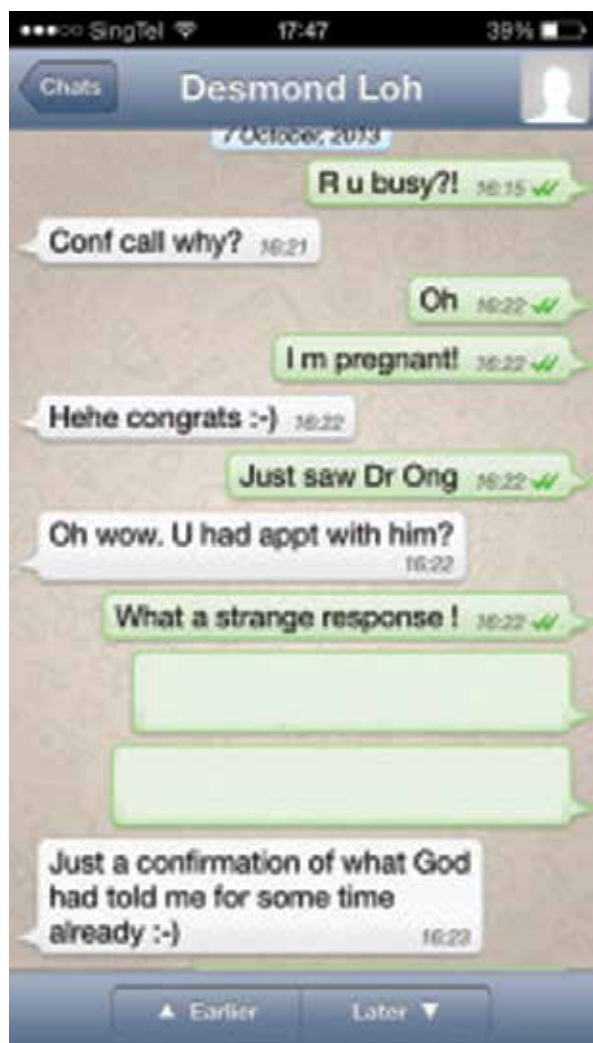 SingTel 17:47 39%
Chats Desmond Loh
7 October, 2013
R u busy?! 16:15
Conf call why? 16:21
Oh 16:22
I m pregnant! 16:22
Hehe congrats :-) 16:22
Just saw Dr Ong 16:22
Oh wow. U had appt with him?
16:22
What a strange response ! 16:22
Just a confirmation of what God
had told me for some time
already :-) 16:23
Earlier Later